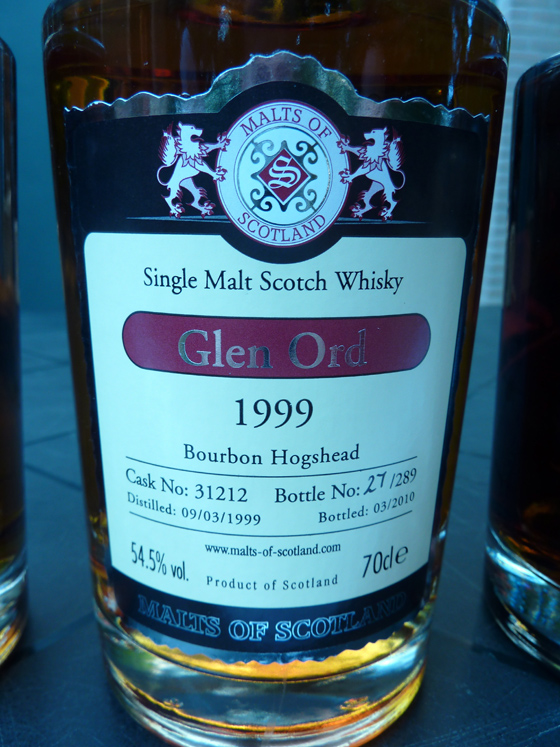 MALTS OF
S
SCOTLAND
Single Malt Scotch Whisky
Glen Ord
1999
Bourbon Hogshead
Cask No: 31212 Bottle No: 27 /289
Distilled: 09/03/1999 Bottled: 03/2010
www.malts-of-scotland.com
54.5% vol. Product of Scotland 70cl e
MALTS OF SCOTLAND